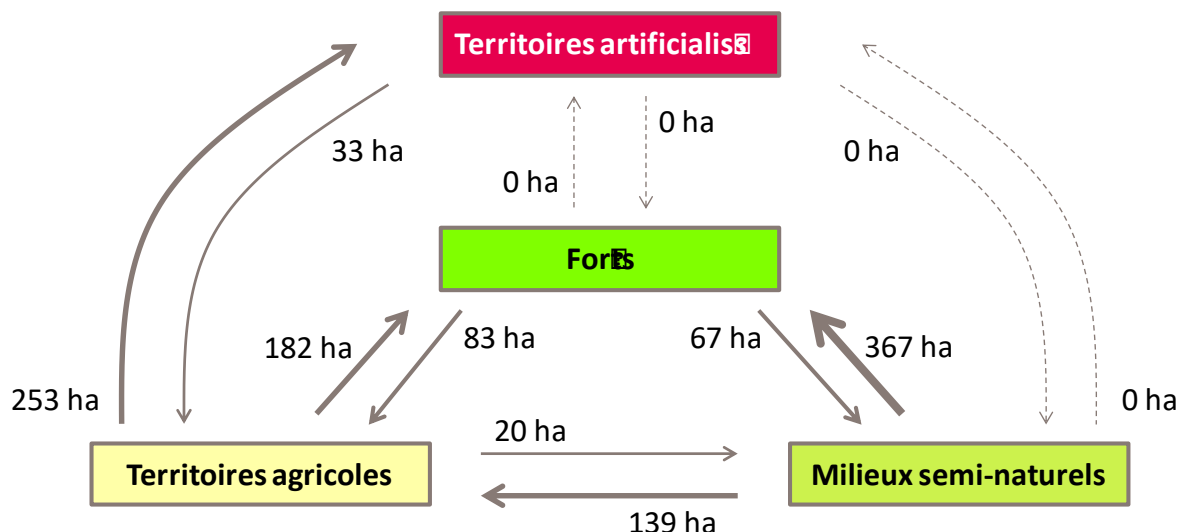 Territoires artificialis
0 ha
33 ha
0 ha
0 ha
Forts
182 ha
83 ha
67 ha
367 ha
253 ha
0 ha
20 ha
Territoires agricoles
Milieux semi-naturels
139 ha